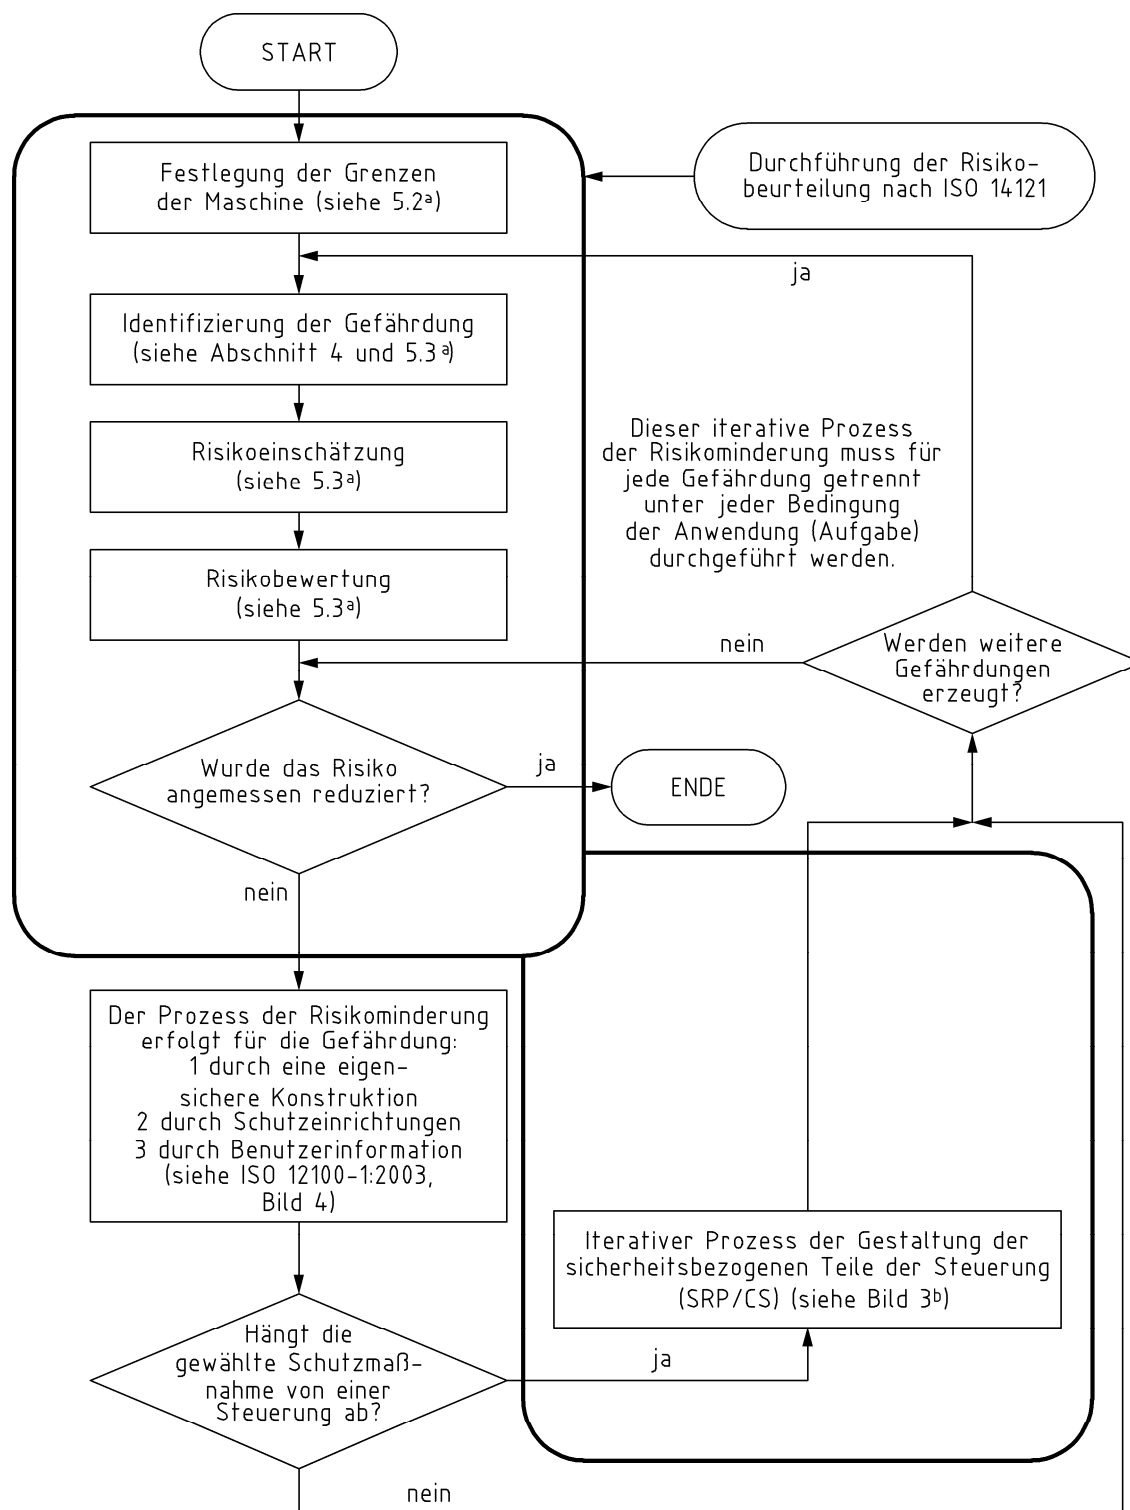 START
Festlegung der Grenzen
der Maschine (siehe 5.2ª)
Durchführung der Risiko-
beurteilung nach ISO 14121
ja
Identifizierung der Gefährdung
(siehe Abschnitt 4 und 5.3ª)
Risikoeinschätzung
(siehe 5.3ª)
Dieser iterative Prozess
der Risikominderung muss für
jede Gefährdung getrennt
unter jeder Bedingung
der Anwendung (Aufgabe)
durchgeführt werden.
Risikobewertung
(siehe 5.3ª)
nein
Werden weitere
Gefährdungen
erzeugt?
Wurde das Risiko
angemessen reduziert?
ja
ENDE
nein
Der Prozess der Risikominderung
erfolgt für die Gefährdung:
1 durch eine eigen-
sichere Konstruktion
2 durch Schutzeinrichtungen
3 durch Benutzerinformation
(siehe ISO 12100-1:2003,
Bild 4)
Iterativer Prozess der Gestaltung der
sicherheitsbezogenen Teile der Steuerung
(SRP/CS) (siehe Bild 3ᵇ)
Hängt die
gewählte Schutzmaß-
nahme von einer
Steuerung ab?
ja
nein